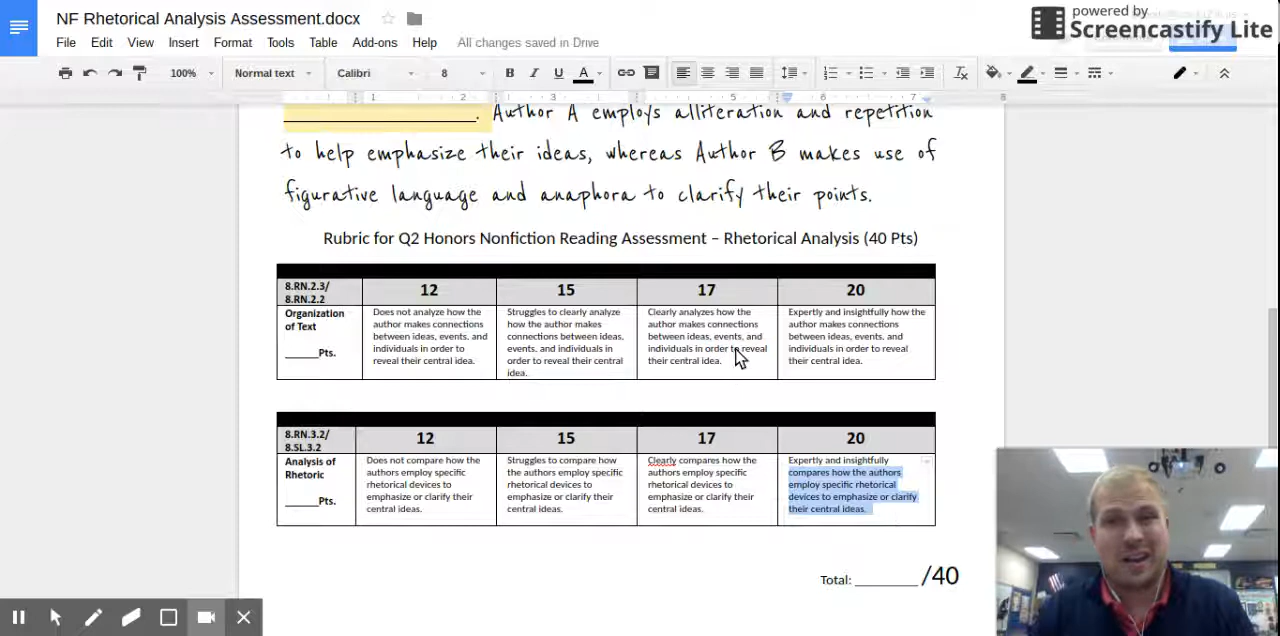 NF Rhetorical Analysis Assessment.docx
powered by
Screencastify Lite
File Edit View Insert Format Tools Table Add-ons Help All changes saved in Drive
100% Normal text Calibri 8 B I U A
1 2 3 5 6 7 8
____________________. Author A employs alliteration and repetition
to help emphasize their ideas, whereas Author B makes use of
figurative language and anaphora to clarify their points.
Rubric for Q2 Honors Nonfiction Reading Assessment – Rhetorical Analysis (40 Pts)
8.RN.2.3/
8.RN.2.2
12 15 17 20
Organization
of Text
______Pts.
Does not analyze how the
author makes connections
between ideas, events, and
individuals in order to
reveal their central idea.
Struggles to clearly analyze
how the author makes
connections between ideas,
events, and individuals in
order to reveal their central
idea.
Clearly analyzes how the
author makes connections
between ideas, events, and
individuals in order to reveal
their central idea.
Expertly and insightfully how the
author makes connections
between ideas, events, and
individuals in order to reveal
their central idea.
8.RN.3.2/
8.SL.3.2
12 15 17 20
Analysis of
Rhetoric
______Pts.
Does not compare how the
authors employ specific
rhetorical devices to
emphasize or clarify their
central ideas.
Struggles to compare how
the authors employ specific
rhetorical devices to
emphasize or clarify their
central ideas.
Clearly compares how the
authors employ specific
rhetorical devices to
emphasize or clarify their
central ideas.
Expertly and insightfully
compares how the authors
employ specific rhetorical
devices to emphasize or clarify
their central ideas.
Total: ________ /40